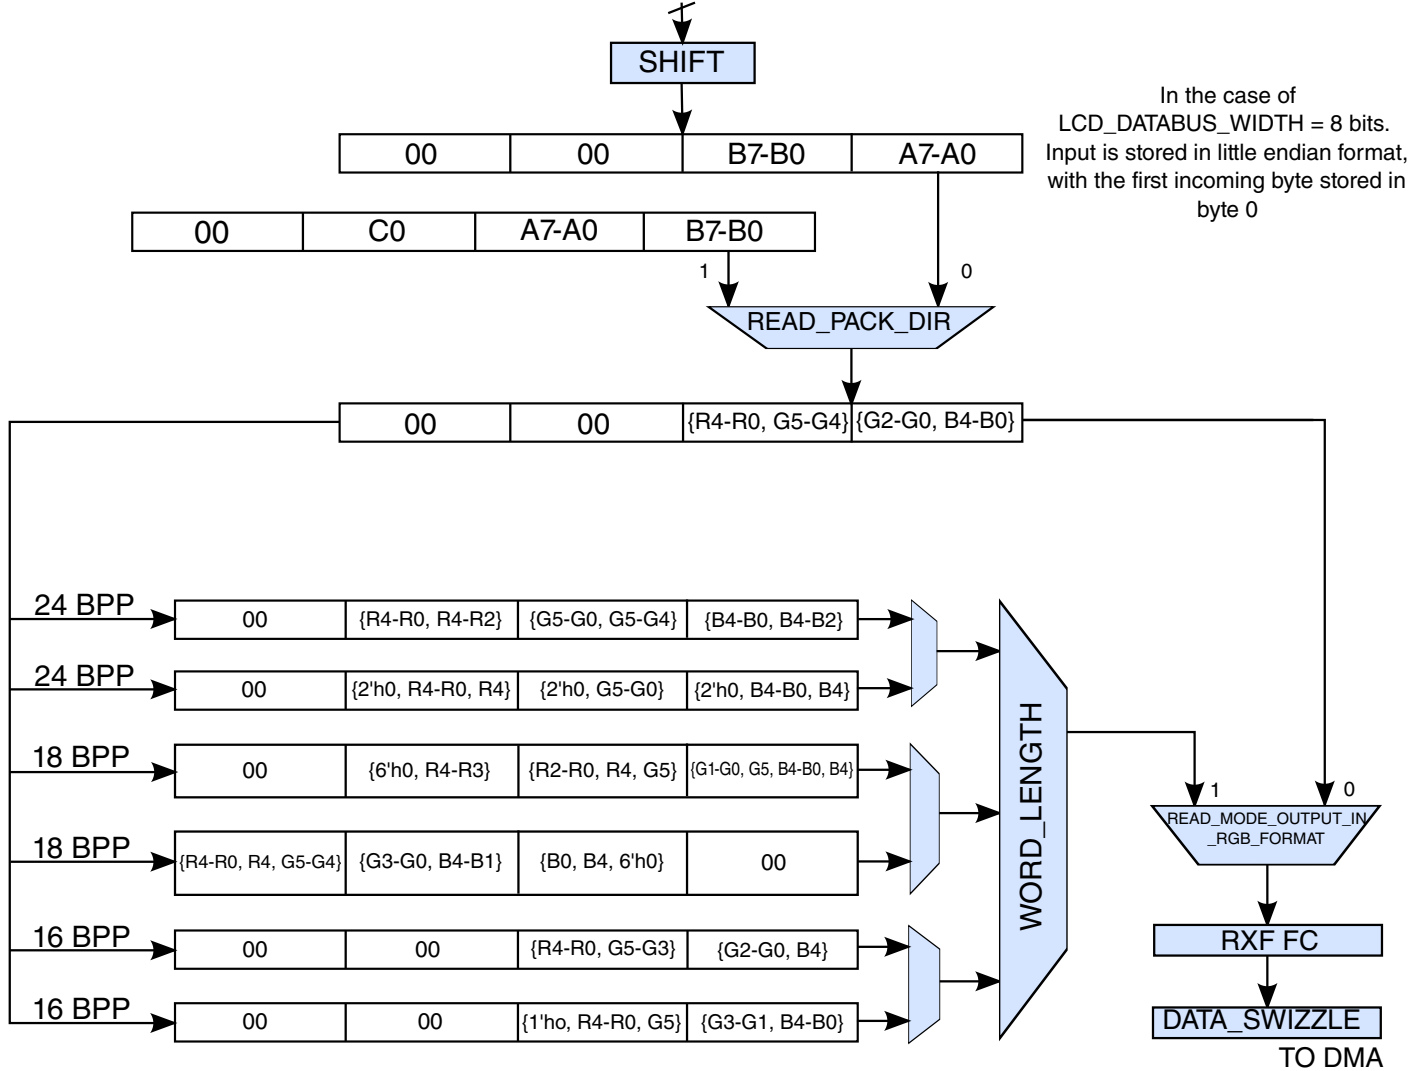 SHIFT
In the case of
LCD_DATABUS_WIDTH = 8 bits.
Input is stored in little endian format,
with the first incoming byte stored in
byte 0
00 00 B7-B0 A7-A0
00 C0 A7-A0 B7-B0
1 0
READ_PACK_DIR
00 00 {R4-R0, G5-G4} {G2-G0, B4-B0}
24 BPP 00 {R4-R0, R4-R2} {G5-G0, G5-G4} {B4-B0, B4-B2}
24 BPP 00 {2'h0, R4-R0, R4} {2'h0, G5-G0} {2'h0, B4-B0, B4}
18 BPP 00 {6'h0, R4-R3} {R2-R0, R4, G5} {G1-G0, G5, B4-B0, B4}
18 BPP {R4-R0, R4, G5-G4} {G3-G0, B4-B1} {B0, B4, 6'h0} 00
16 BPP 00 00 {R4-R0, G5-G3} {G2-G0, B4}
16 BPP 00 00 {1'ho, R4-R0, G5} {G3-G1, B4-B0}
WORD_LENGTH
1 0
READ_MODE_OUTPUT_IN
_RGB_FORMAT
RXF FC
DATA_SWIZZLE
TO DMA